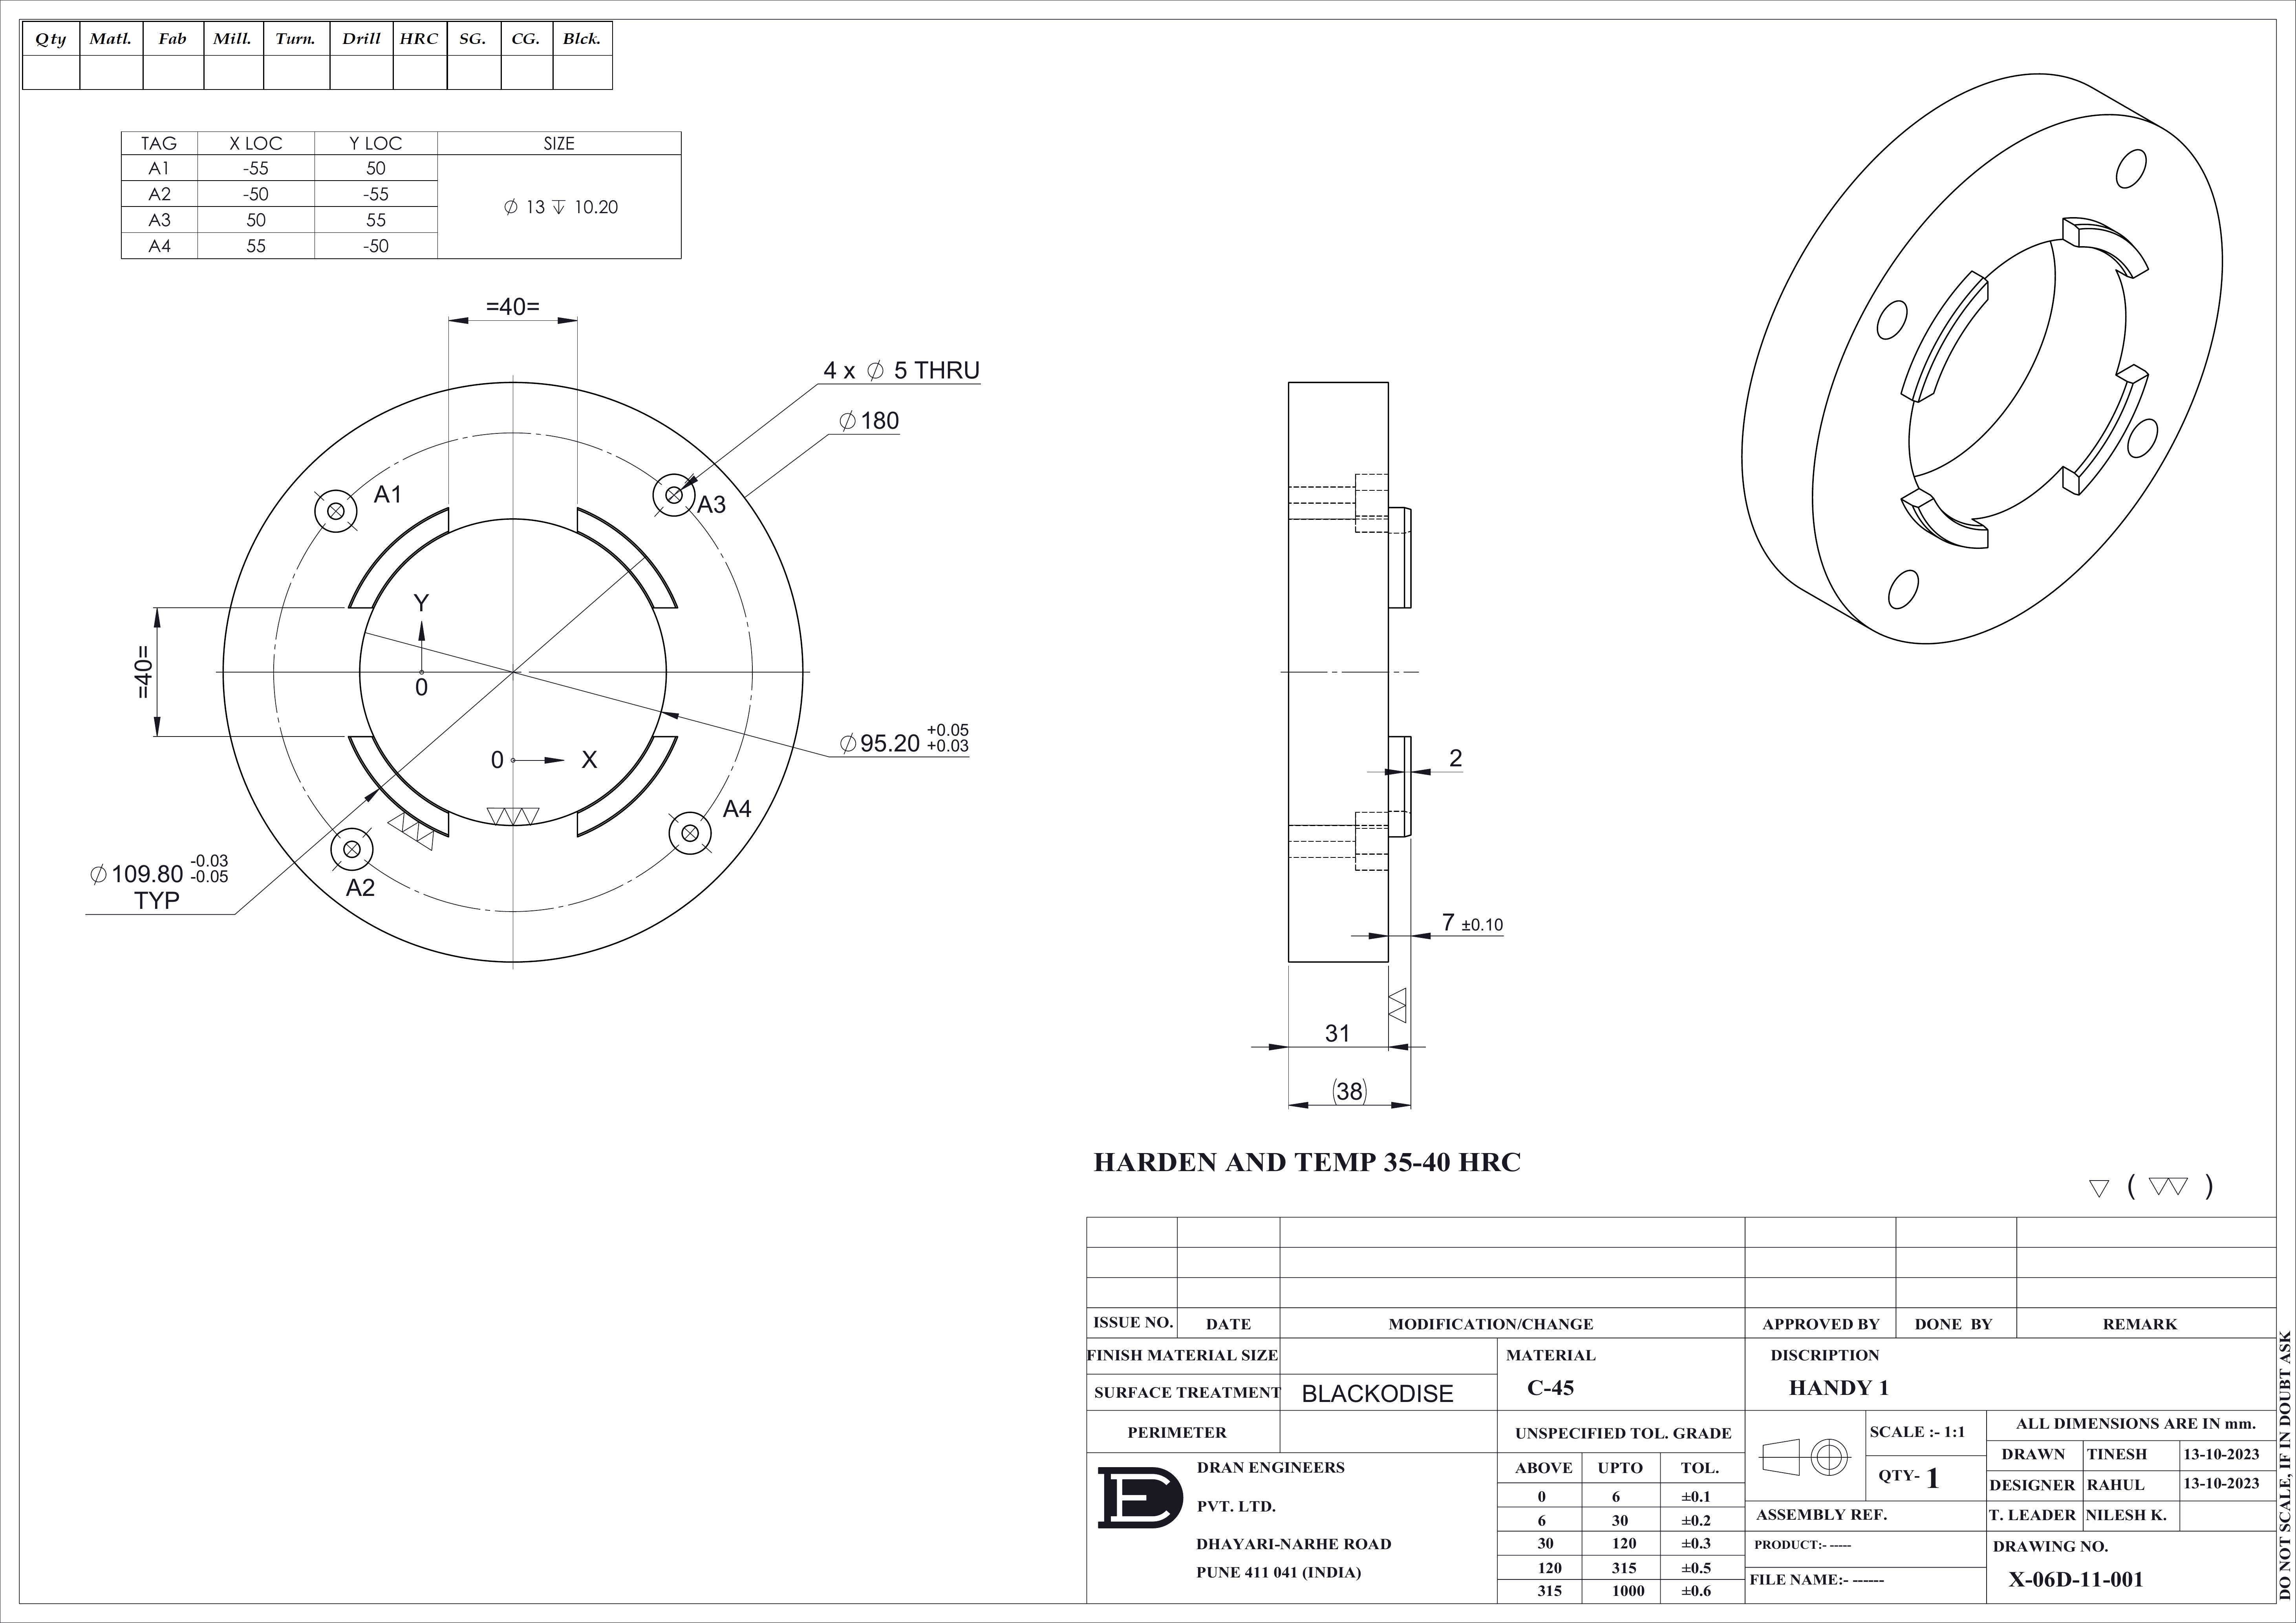 Qty Matl. Fab Mill. Turn. Drill HRC SG. CG. Blck.
TAG X LOC Y LOC SIZE
A1 -55 50
A2 -50 -55
⌀ 13 ↧ 10.20
A3 50 55
A4 55 -50
=40=
4 x ⌀ 5 THRU
⌀180
A1
A3
Y
0
=40=
⌀95.20 +0.05 +0.03
0 X
A4
⌀109.80 -0.03 -0.05
TYP
A2
2
7 ±0.10
31
(38)
HARDEN AND TEMP 35-40 HRC
▽ ( ▽▽ )
ISSUE NO. DATE MODIFICATION/CHANGE APPROVED BY DONE BY REMARK
FINISH MATERIAL SIZE
MATERIAL
C-45
DISCRIPTION
HANDY 1
SURFACE TREATMENT BLACKODISE
PERIMETER
UNSPECIFIED TOL. GRADE
ABOVE UPTO TOL.
0 6 ±0.1
6 30 ±0.2
30 120 ±0.3
120 315 ±0.5
315 1000 ±0.6
DRAN ENGINEERS
PVT. LTD.
DHAYARI-NARHE ROAD
PUNE 411 041 (INDIA)
SCALE :- 1:1
QTY- 1
ALL DIMENSIONS ARE IN mm.
DRAWN TINESH 13-10-2023
DESIGNER RAHUL 13-10-2023
T. LEADER NILESH K.
ASSEMBLY REF.
PRODUCT:- -----
FILE NAME:- ------
DRAWING NO.
X-06D-11-001
DO NOT SCALE, IF IN DOUBT ASK